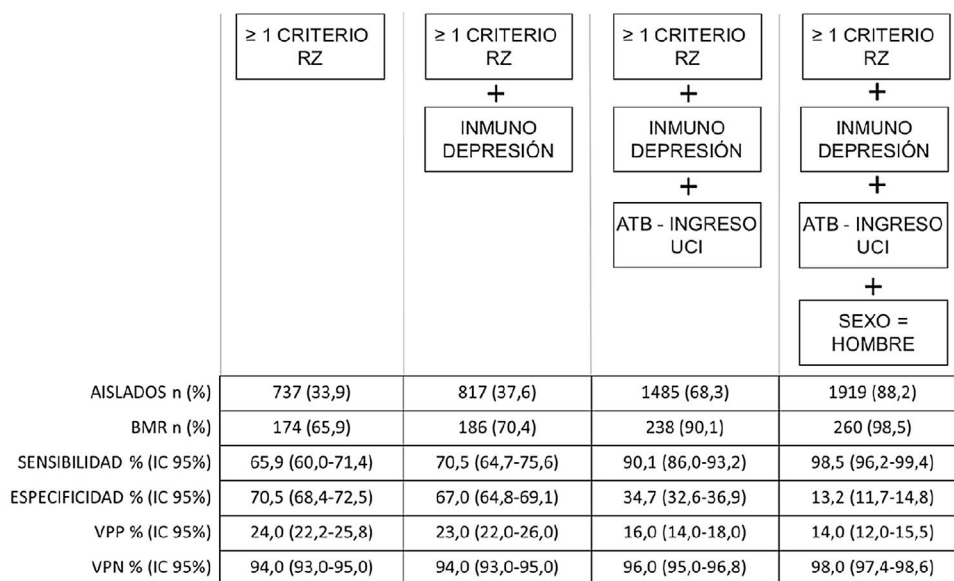 ≥ 1 CRITERIO
RZ
≥ 1 CRITERIO
RZ
+
INMUNO
DEPRESIÓN
≥ 1 CRITERIO
RZ
+
INMUNO
DEPRESIÓN
+
ATB - INGRESO
UCI
≥ 1 CRITERIO
RZ
+
INMUNO
DEPRESIÓN
+
ATB - INGRESO
UCI
+
SEXO =
HOMBRE
AISLADOS n (%) 737 (33,9) 817 (37,6) 1485 (68,3) 1919 (88,2)
BMR n (%) 174 (65,9) 186 (70,4) 238 (90,1) 260 (98,5)
SENSIBILIDAD % (IC 95%) 65,9 (60,0-71,4) 70,5 (64,7-75,6) 90,1 (86,0-93,2) 98,5 (96,2-99,4)
ESPECIFICIDAD % (IC 95%) 70,5 (68,4-72,5) 67,0 (64,8-69,1) 34,7 (32,6-36,9) 13,2 (11,7-14,8)
VPP % (IC 95%) 24,0 (22,2-25,8) 23,0 (22,0-26,0) 16,0 (14,0-18,0) 14,0 (12,0-15,5)
VPN % (IC 95%) 94,0 (93,0-95,0) 94,0 (93,0-95,0) 96,0 (95,0-96,8) 98,0 (97,4-98,6)